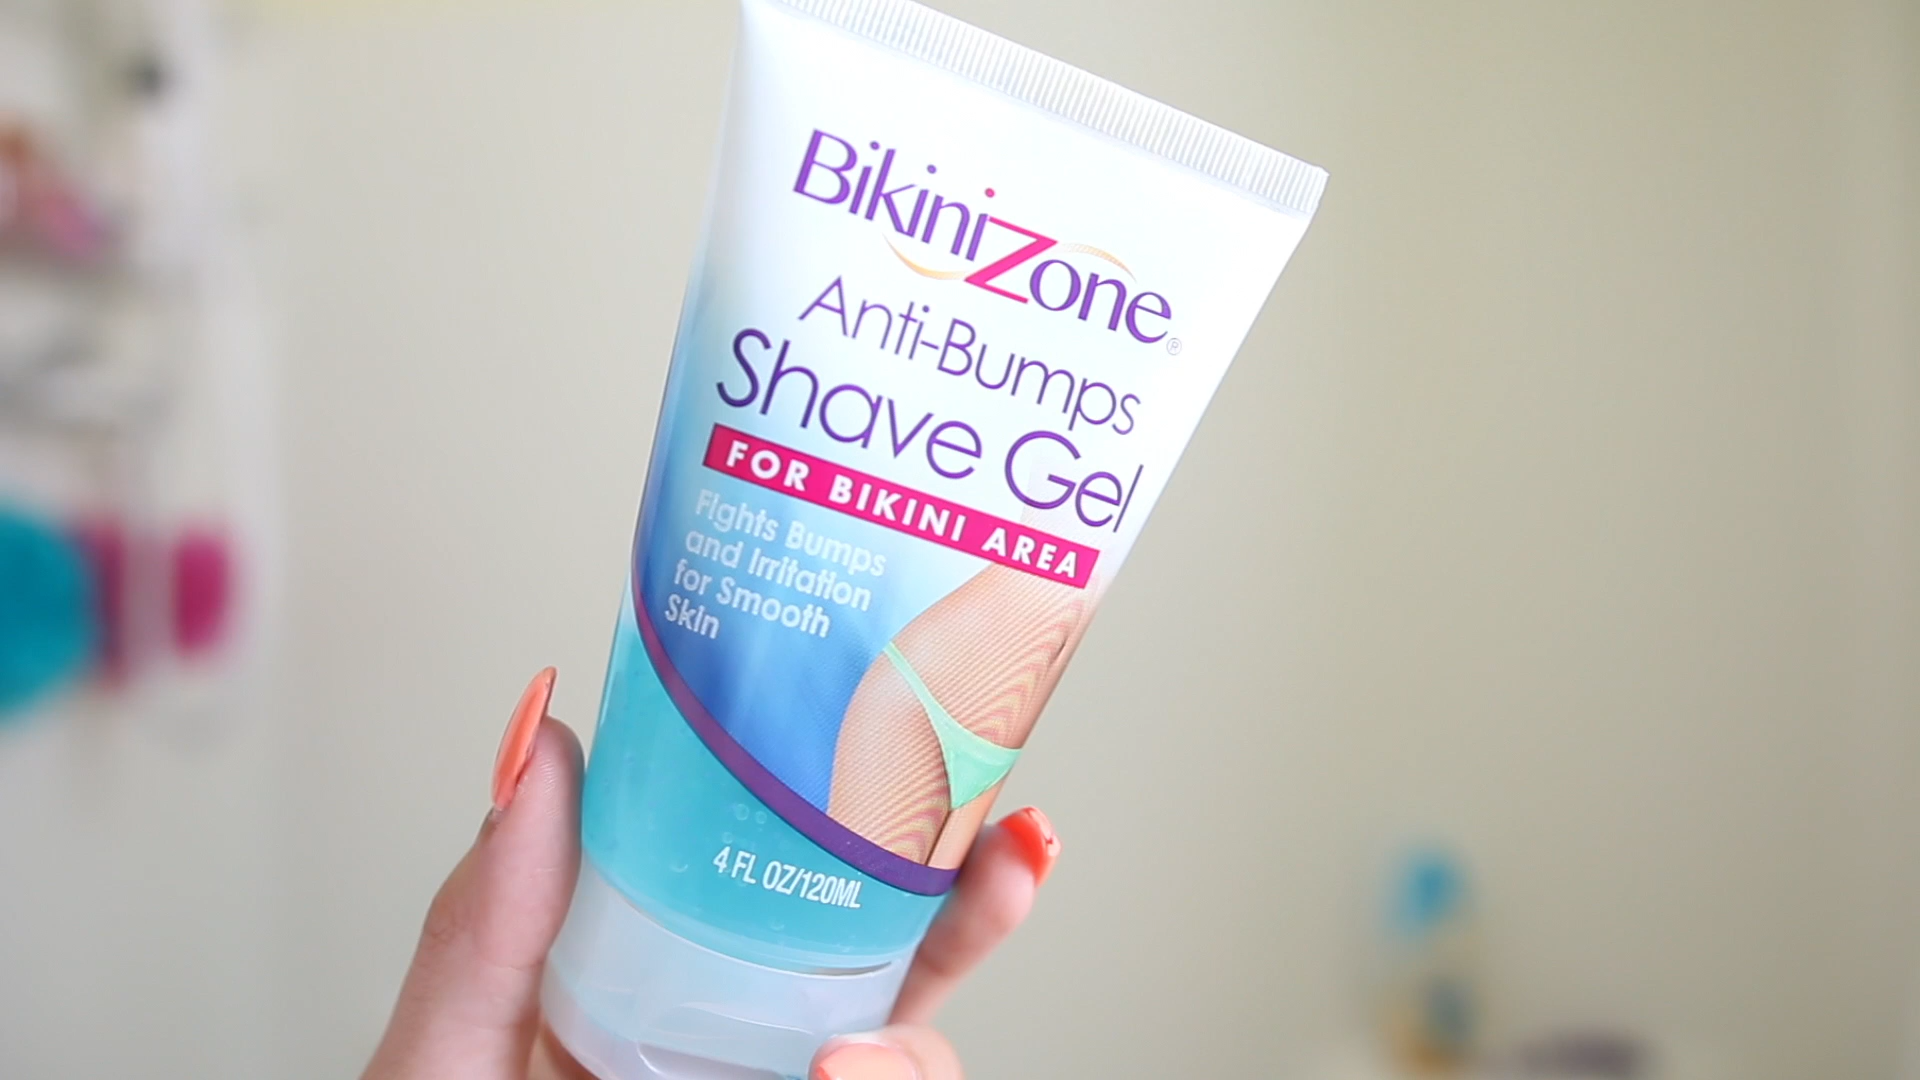 BikiniZone®
Anti-Bumps
Shave Gel
FOR BIKINI AREA
Fights Bumps
and Irritation
for Smooth
Skin
4 FL OZ/120ML